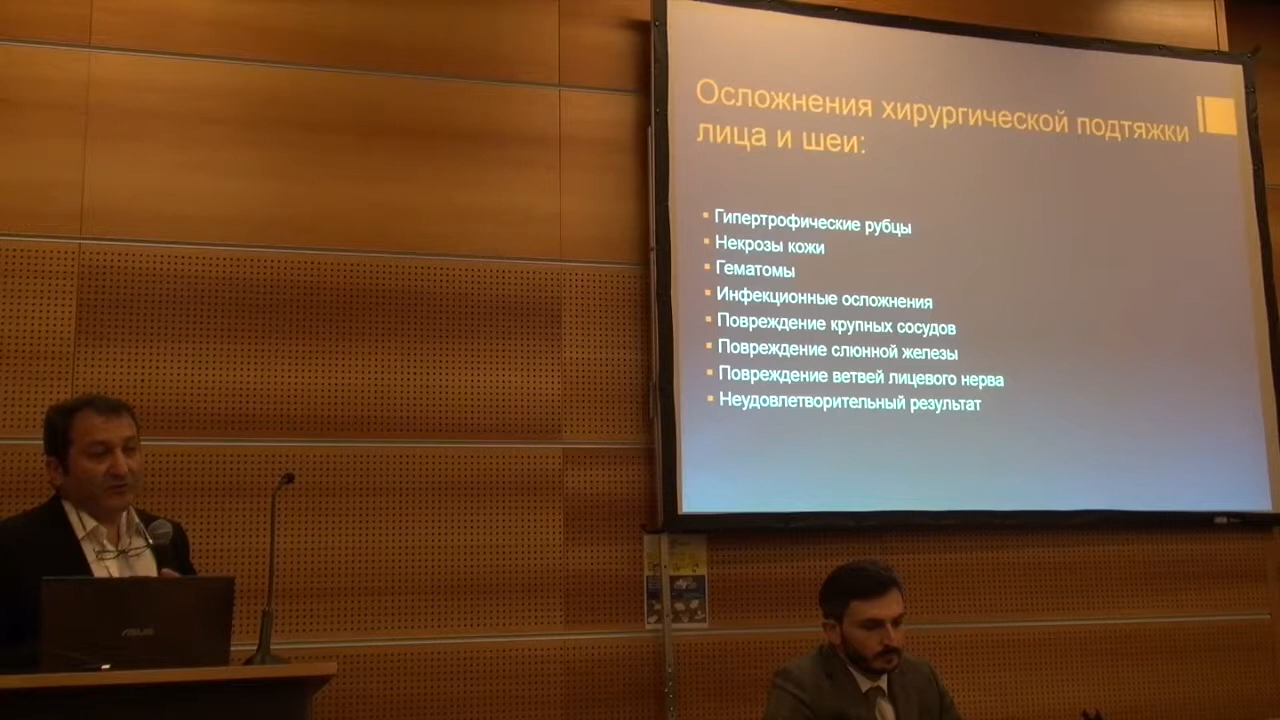 Осложнения хирургической подтяжки
лица и шеи:
Гипертрофические рубцы
Некрозы кожи
Гематомы
Инфекционные осложнения
Повреждение крупных сосудов
Повреждение слюнной железы
Повреждение ветвей лицевого нерва
Неудовлетворительный результат
ASUS